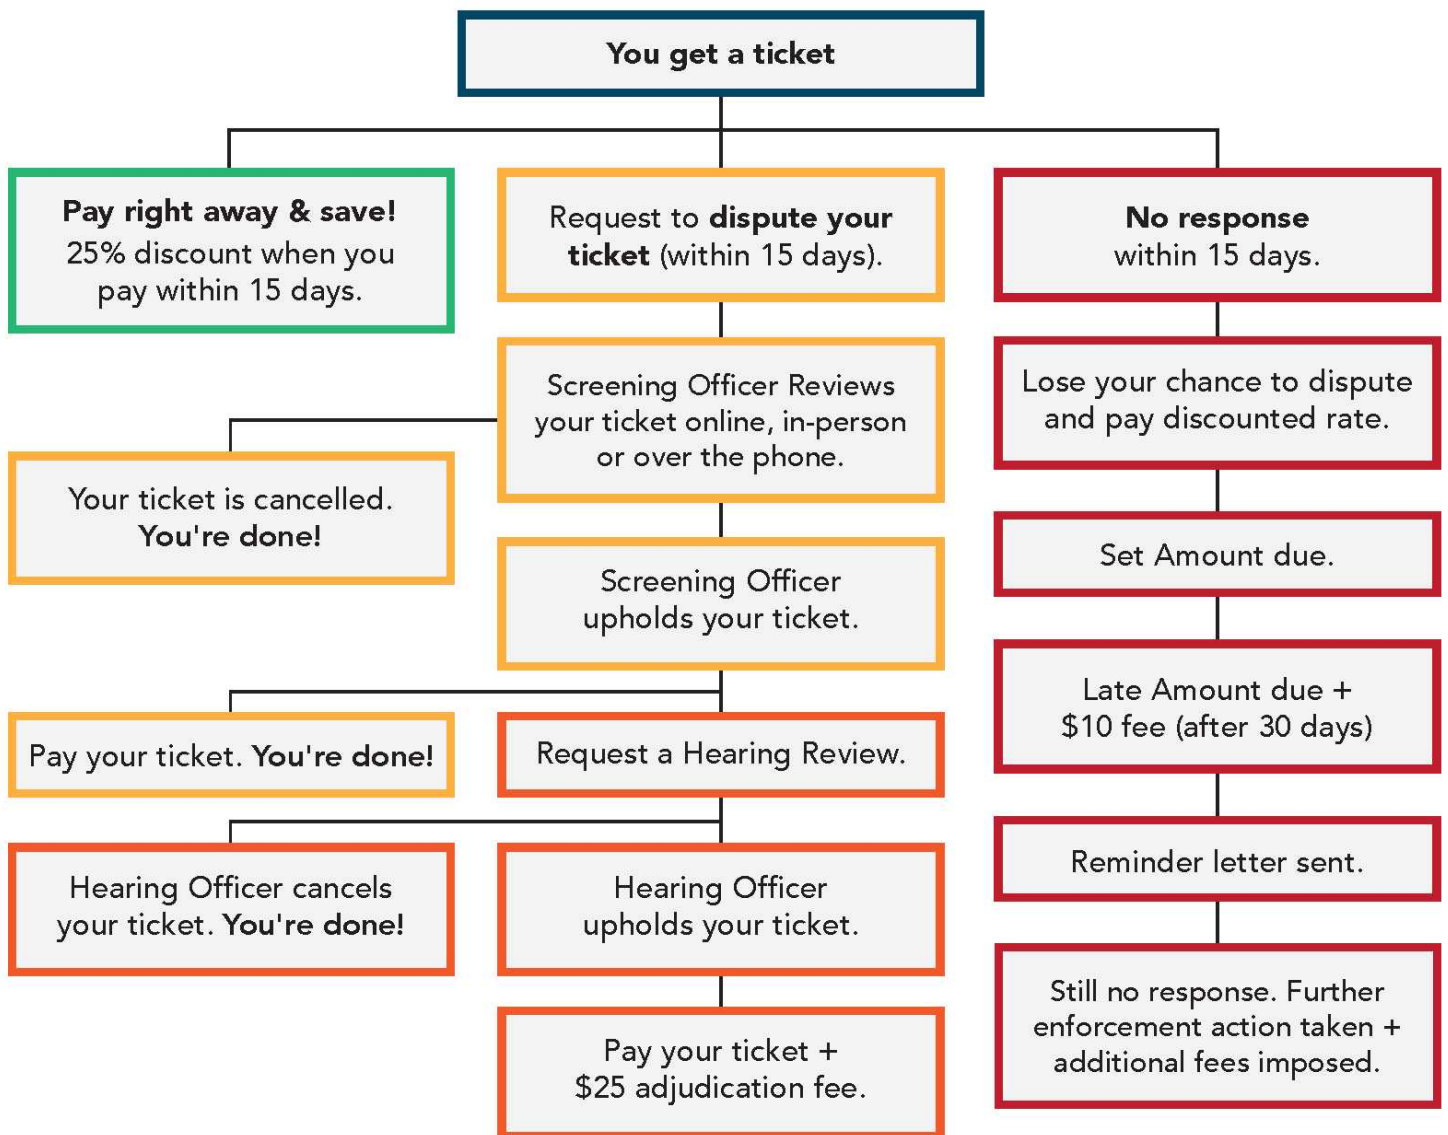 You get a ticket
Pay right away & save!
25% discount when you
pay within 15 days.
Request to dispute your
ticket (within 15 days).
No response
within 15 days.
Screening Officer Reviews
your ticket online, in-person
or over the phone.
Lose your chance to dispute
and pay discounted rate.
Your ticket is cancelled.
You're done!
Screening Officer
upholds your ticket.
Set Amount due.
Late Amount due +
$10 fee (after 30 days)
Pay your ticket. You're done!
Request a Hearing Review.
Reminder letter sent.
Hearing Officer cancels
your ticket. You're done!
Hearing Officer
upholds your ticket.
Still no response. Further
enforcement action taken +
additional fees imposed.
Pay your ticket +
$25 adjudication fee.